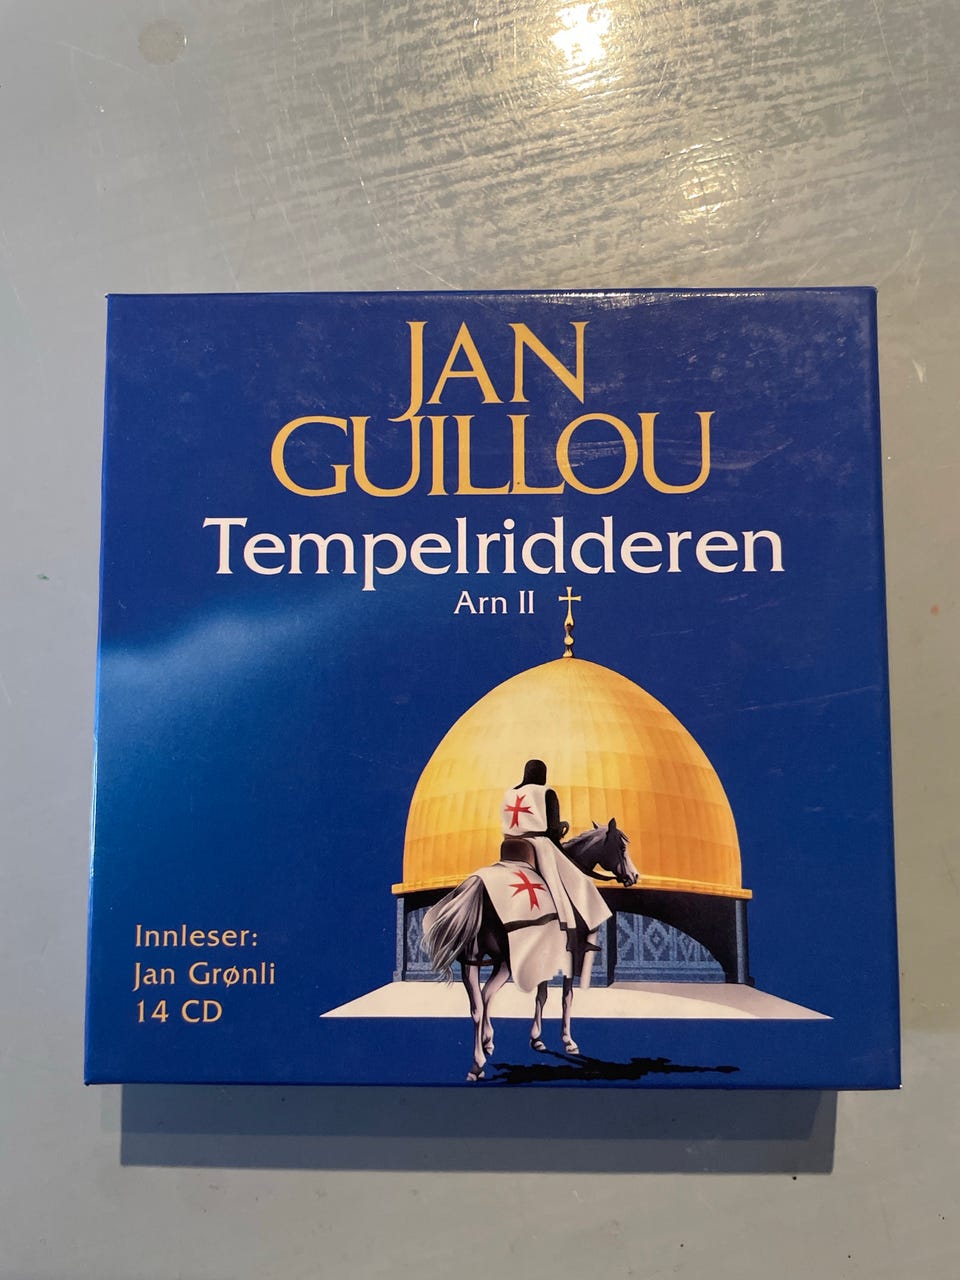 JAN
GUILLOU
Tempelridderen
Arn II
Innleser:
Jan Grønli
14 CD